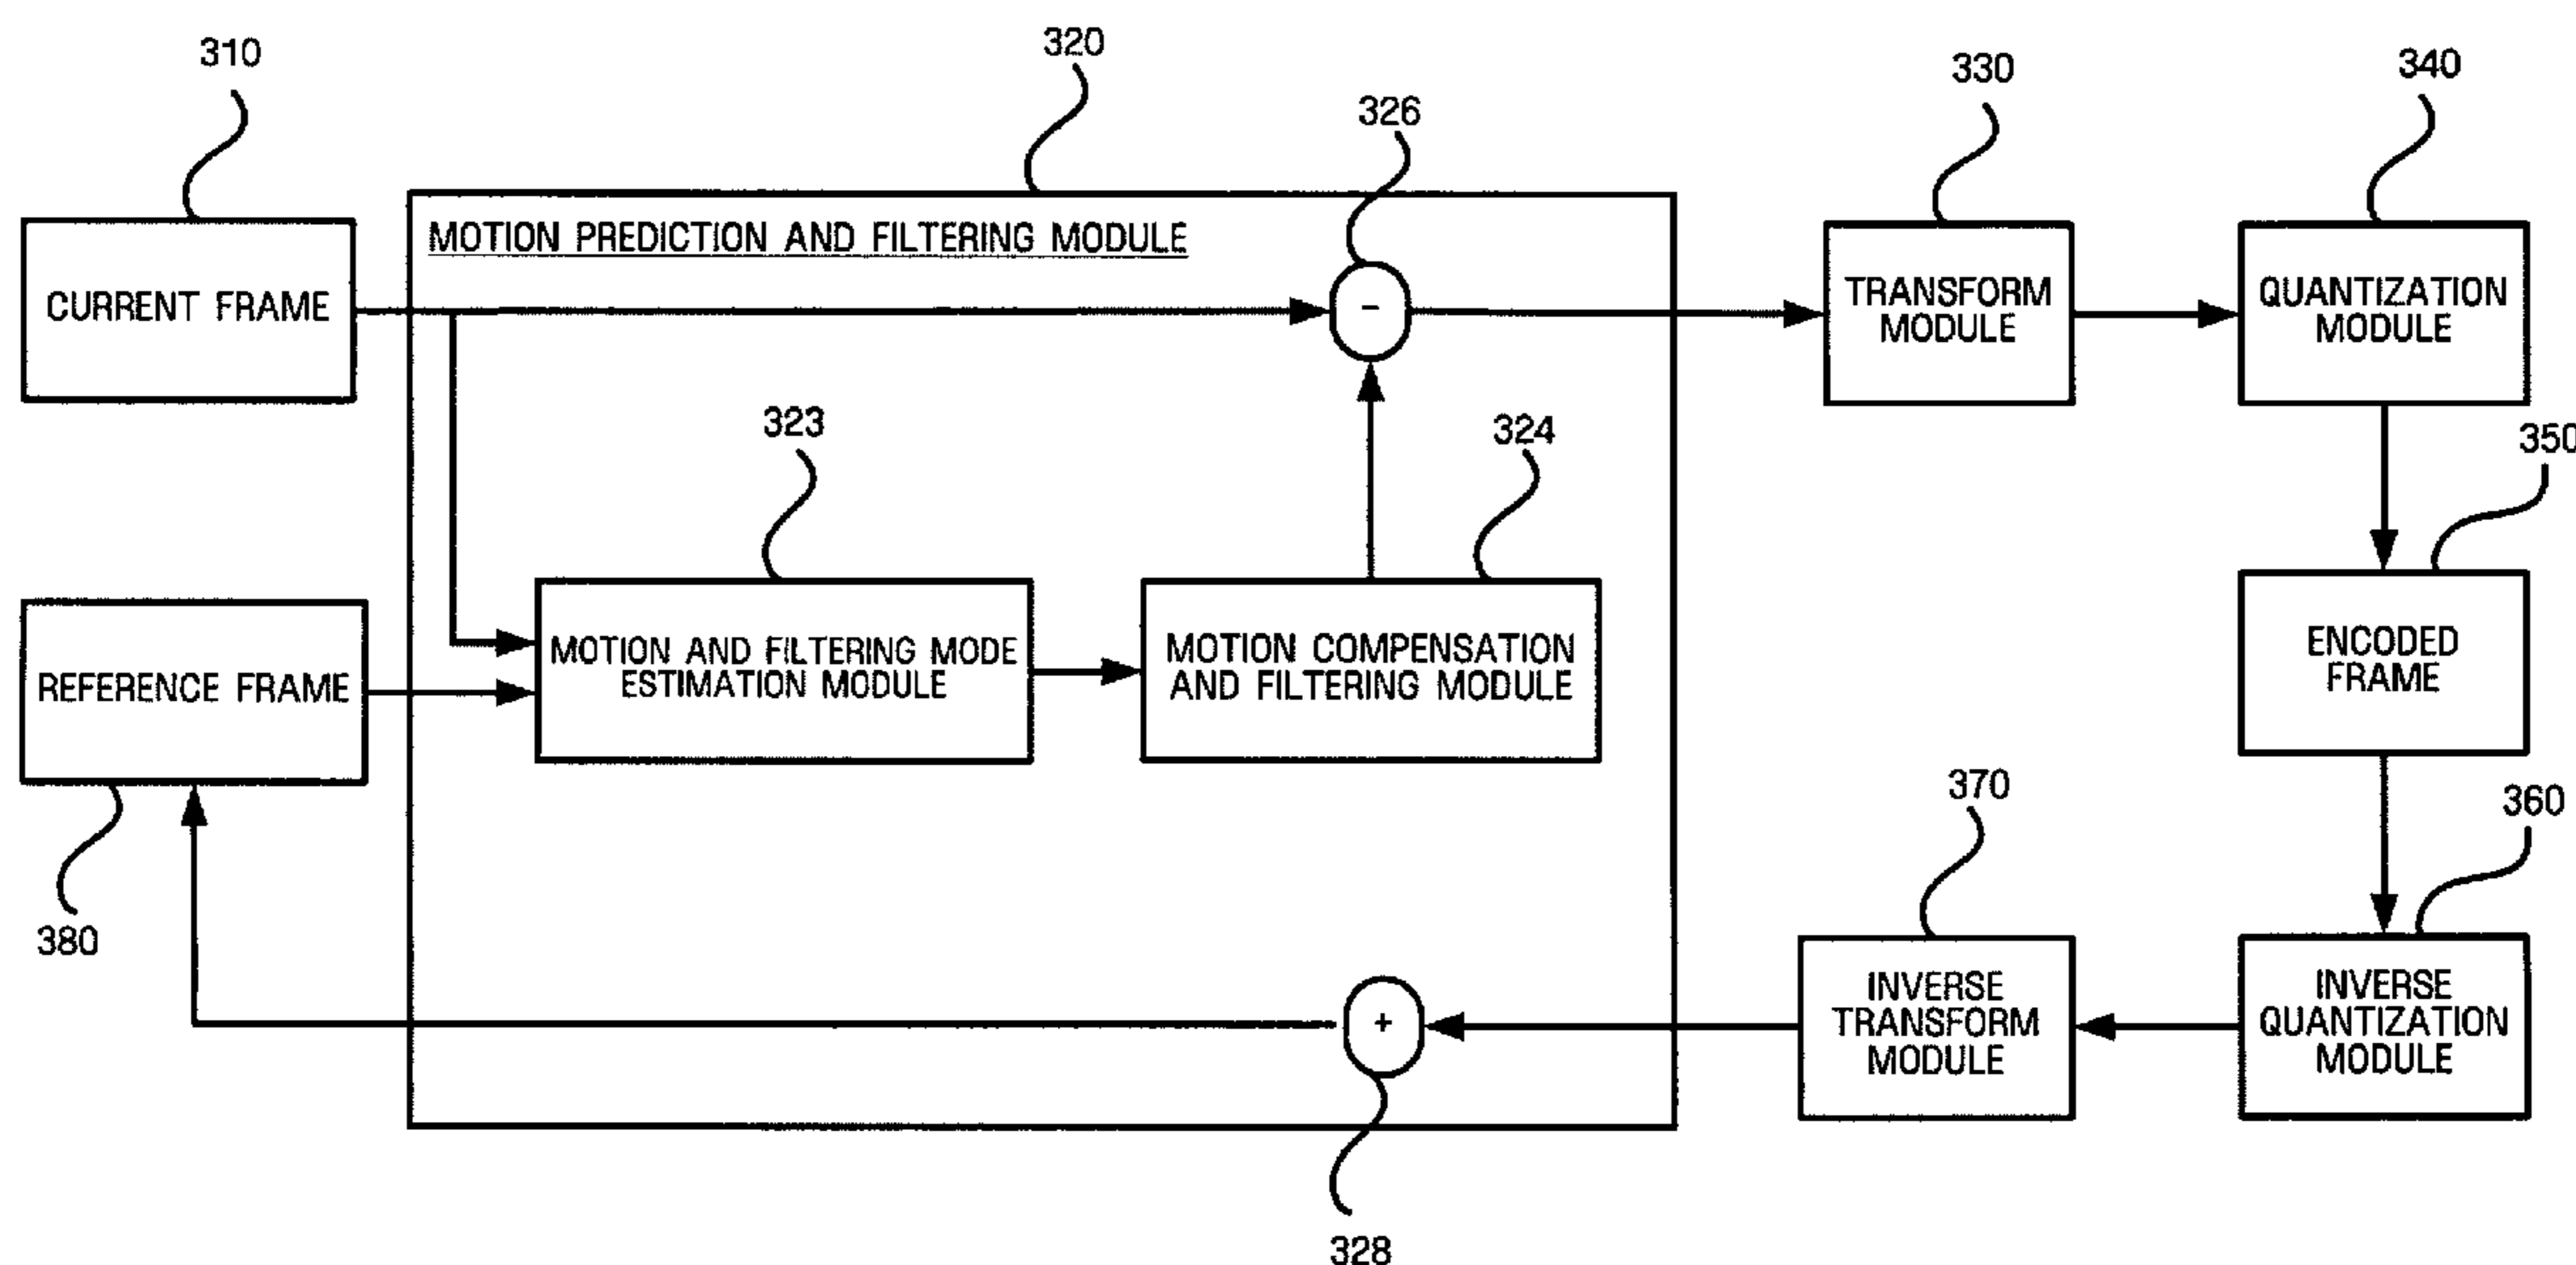 310
320
326
330
340
MOTION PREDICTION AND FILTERING MODULE
CURRENT FRAME
-
TRANSFORM
MODULE
QUANTIZATION
MODULE
323
324
350
REFERENCE FRAME
MOTION AND FILTERING MODE
ESTIMATION MODULE
MOTION COMPENSATION
AND FILTERING MODULE
ENCODED
FRAME
370
360
380
+
INVERSE
TRANSFORM
MODULE
INVERSE
QUANTIZATION
MODULE
328